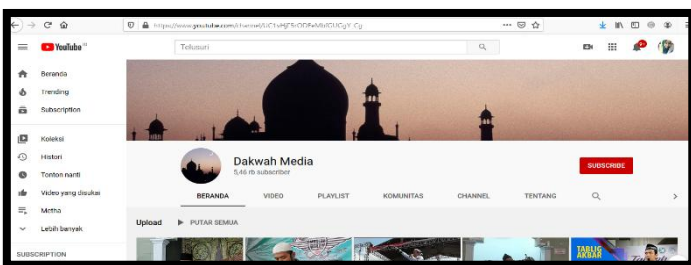 https://www.youtube.com/channel/
YouTube
Telusuri
Beranda
Trending
Subscription
Koleksi
Histori
Tonton nanti
Video yang disukai
Metha
Lebih banyak
SUBSCRIPTION
Dakwah Media
5,46 rb subscriber
SUBSCRIBE
BERANDA VIDEO PLAYLIST KOMUNITAS CHANNEL TENTANG
Upload PUTAR SEMUA
TABLIG
AKBAR